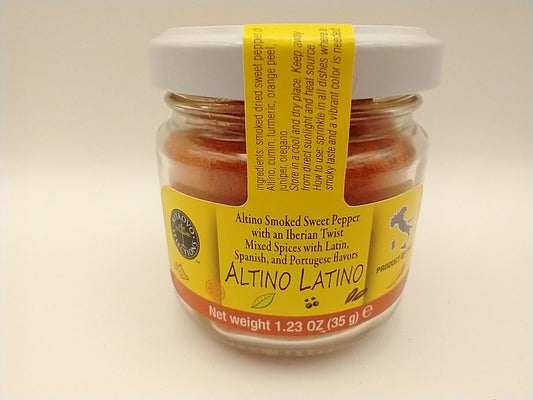 Ingredients: smoked dried sweet pepper d
Altino, cumin, turmeric, orange peel,
juniper, oregano
Store in a cool and dry place. Keep away
from direct sunlight and heat source.
How to use: sprinkle in all dishes where a
smoky taste and a vibrant color is needed
Altino Smoked Sweet Pepper
with an Iberian Twist
Mixed Spices with Latin,
Spanish, and Portugese flavors
ALTINO LATINO
PRODUCT OF
Net weight 1.23 OZ (35 g) e